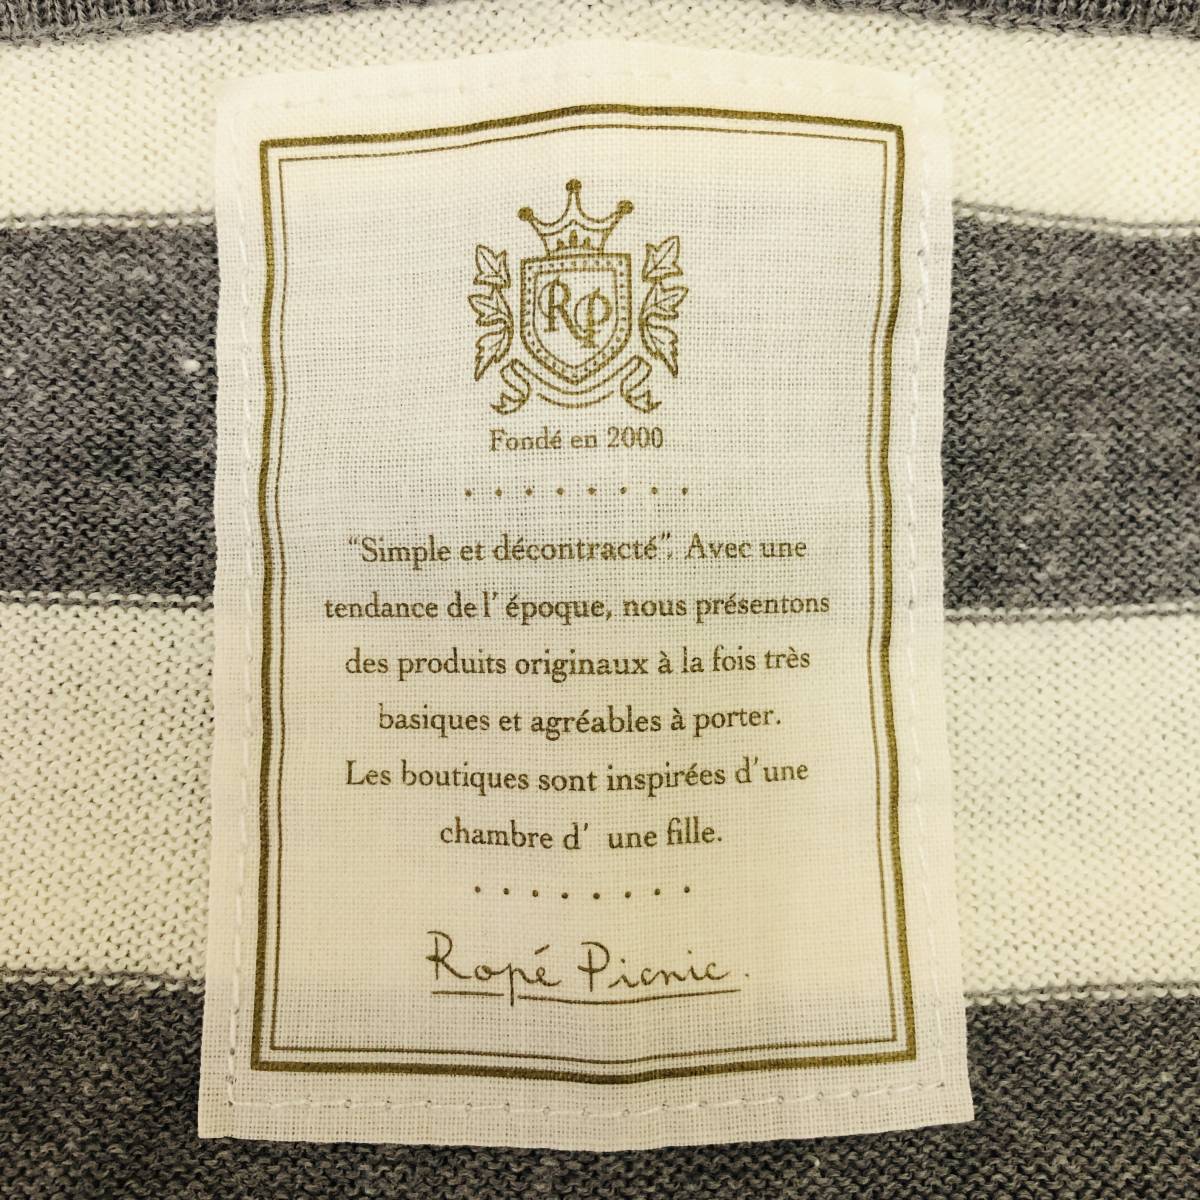 RP
Fondé en 2000
“Simple et décontracté”. Avec une
tendance de l’ époque, nous présentons
des produits originaux à la fois très
basiques et agréables à porter.
Les boutiques sont inspirées d’une
chambre d’ une fille.
Ropé Picnic.